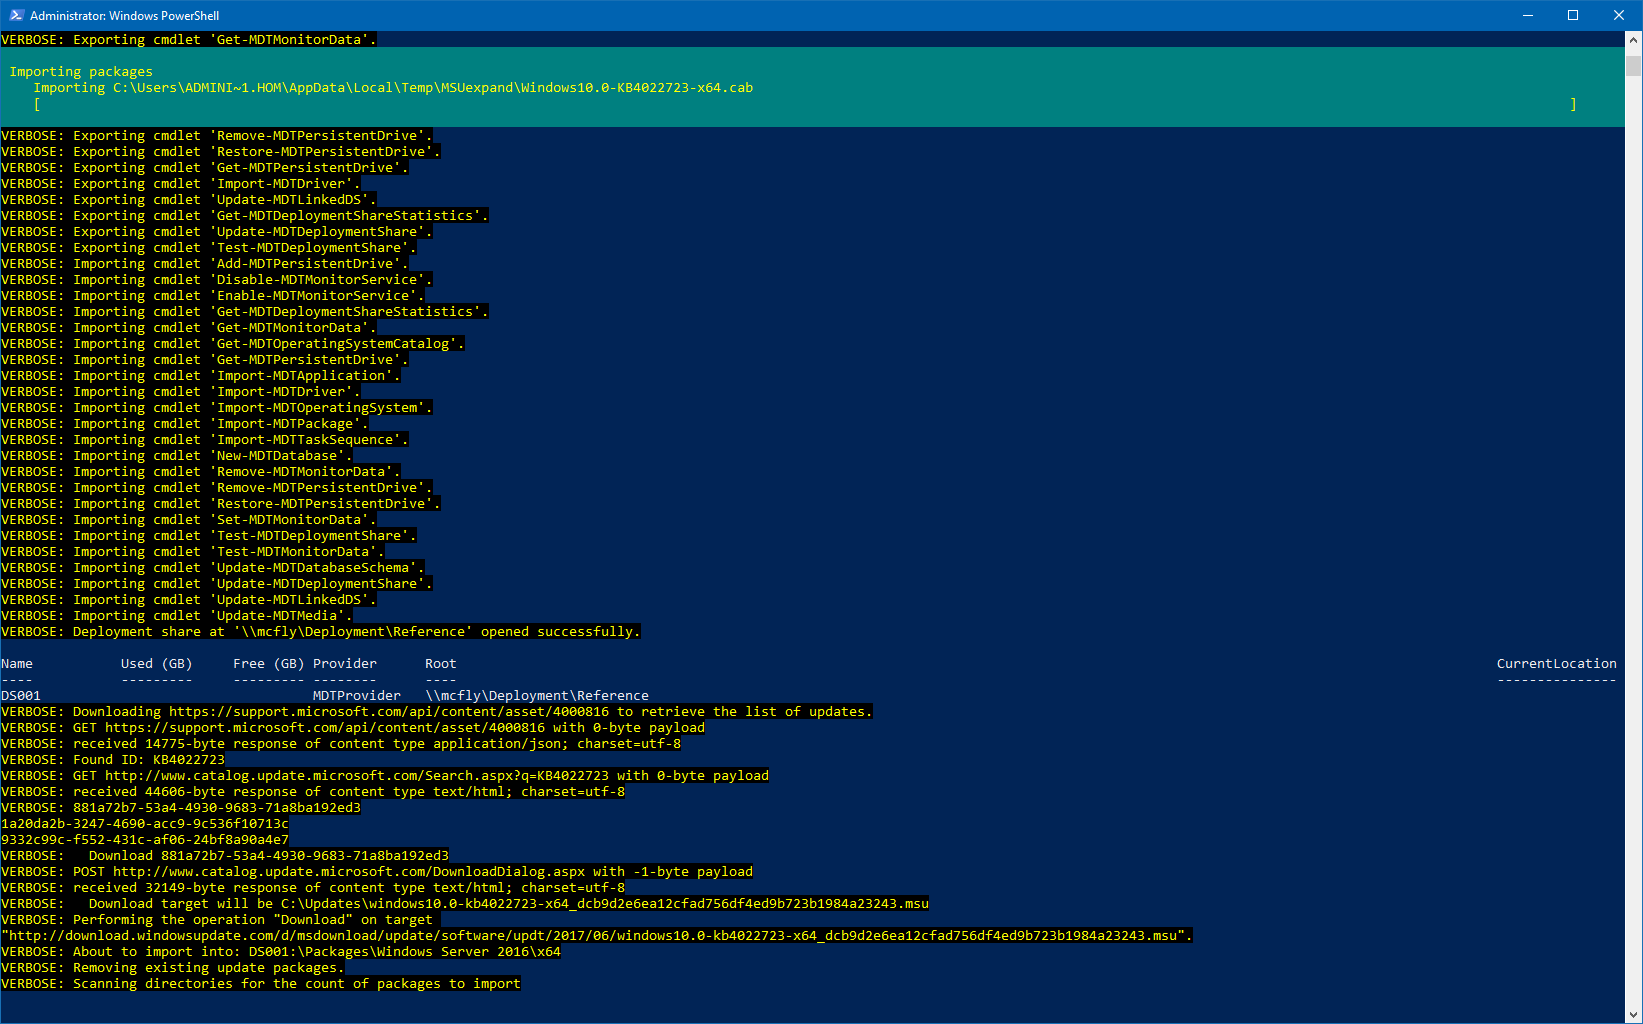 Administrator: Windows PowerShell
VERBOSE: Exporting cmdlet 'Get-MDTMonitorData'.
Importing packages
Importing C:\Users\ADMINI~1.HOM\AppData\Local\Temp\MSUexpand\Windows10.0-KB4022723-x64.cab
[ ]
VERBOSE: Exporting cmdlet 'Remove-MDTPersistentDrive'.
VERBOSE: Exporting cmdlet 'Restore-MDTPersistentDrive'.
VERBOSE: Exporting cmdlet 'Get-MDTPersistentDrive'.
VERBOSE: Exporting cmdlet 'Import-MDTDriver'.
VERBOSE: Exporting cmdlet 'Update-MDTLinkedDS'.
VERBOSE: Exporting cmdlet 'Get-MDTDeploymentShareStatistics'.
VERBOSE: Exporting cmdlet 'Update-MDTDeploymentShare'.
VERBOSE: Exporting cmdlet 'Test-MDTDeploymentShare'.
VERBOSE: Importing cmdlet 'Add-MDTPersistentDrive'.
VERBOSE: Importing cmdlet 'Disable-MDTMonitorService'.
VERBOSE: Importing cmdlet 'Enable-MDTMonitorService'.
VERBOSE: Importing cmdlet 'Get-MDTDeploymentShareStatistics'.
VERBOSE: Importing cmdlet 'Get-MDTMonitorData'.
VERBOSE: Importing cmdlet 'Get-MDTOperatingSystemCatalog'.
VERBOSE: Importing cmdlet 'Get-MDTPersistentDrive'.
VERBOSE: Importing cmdlet 'Import-MDTApplication'.
VERBOSE: Importing cmdlet 'Import-MDTDriver'.
VERBOSE: Importing cmdlet 'Import-MDTOperatingSystem'.
VERBOSE: Importing cmdlet 'Import-MDTPackage'.
VERBOSE: Importing cmdlet 'Import-MDTTaskSequence'.
VERBOSE: Importing cmdlet 'New-MDTDatabase'.
VERBOSE: Importing cmdlet 'Remove-MDTMonitorData'.
VERBOSE: Importing cmdlet 'Remove-MDTPersistentDrive'.
VERBOSE: Importing cmdlet 'Restore-MDTPersistentDrive'.
VERBOSE: Importing cmdlet 'Set-MDTMonitorData'.
VERBOSE: Importing cmdlet 'Test-MDTDeploymentShare'.
VERBOSE: Importing cmdlet 'Test-MDTMonitorData'.
VERBOSE: Importing cmdlet 'Update-MDTDatabaseSchema'.
VERBOSE: Importing cmdlet 'Update-MDTDeploymentShare'.
VERBOSE: Importing cmdlet 'Update-MDTLinkedDS'.
VERBOSE: Importing cmdlet 'Update-MDTMedia'.
VERBOSE: Deployment share at '\\mcfly\Deployment\Reference' opened successfully.
Name Used (GB) Free (GB) Provider Root CurrentLocation
---- --------- --------- -------- ---- ---------------
DS001 MDTProvider \\mcfly\Deployment\Reference
VERBOSE: Downloading https://support.microsoft.com/api/content/asset/4000816 to retrieve the list of updates.
VERBOSE: GET https://support.microsoft.com/api/content/asset/4000816 with 0-byte payload
VERBOSE: received 14775-byte response of content type application/json; charset=utf-8
VERBOSE: Found ID: KB4022723
VERBOSE: GET http://www.catalog.update.microsoft.com/Search.aspx?q=KB4022723 with 0-byte payload
VERBOSE: received 44606-byte response of content type text/html; charset=utf-8
VERBOSE: 881a72b7-53a4-4930-9683-71a8ba192ed3
1a20da2b-3247-4690-acc9-9c536f10713c
9332c99c-f552-431c-af06-24bf8a90a4e7
VERBOSE:   Download 881a72b7-53a4-4930-9683-71a8ba192ed3
VERBOSE: POST http://www.catalog.update.microsoft.com/DownloadDialog.aspx with -1-byte payload
VERBOSE: received 32149-byte response of content type text/html; charset=utf-8
VERBOSE:   Download target will be C:\Updates\windows10.0-kb4022723-x64_dcb9d2e6ea12cfad756df4ed9b723b1984a23243.msu
VERBOSE: Performing the operation "Download" on target
"http://download.windowsupdate.com/d/msdownload/update/software/updt/2017/06/windows10.0-kb4022723-x64_dcb9d2e6ea12cfad756df4ed9b723b1984a23243.msu".
VERBOSE: About to import into: DS001:\Packages\Windows Server 2016\x64
VERBOSE: Removing existing update packages.
VERBOSE: Scanning directories for the count of packages to import